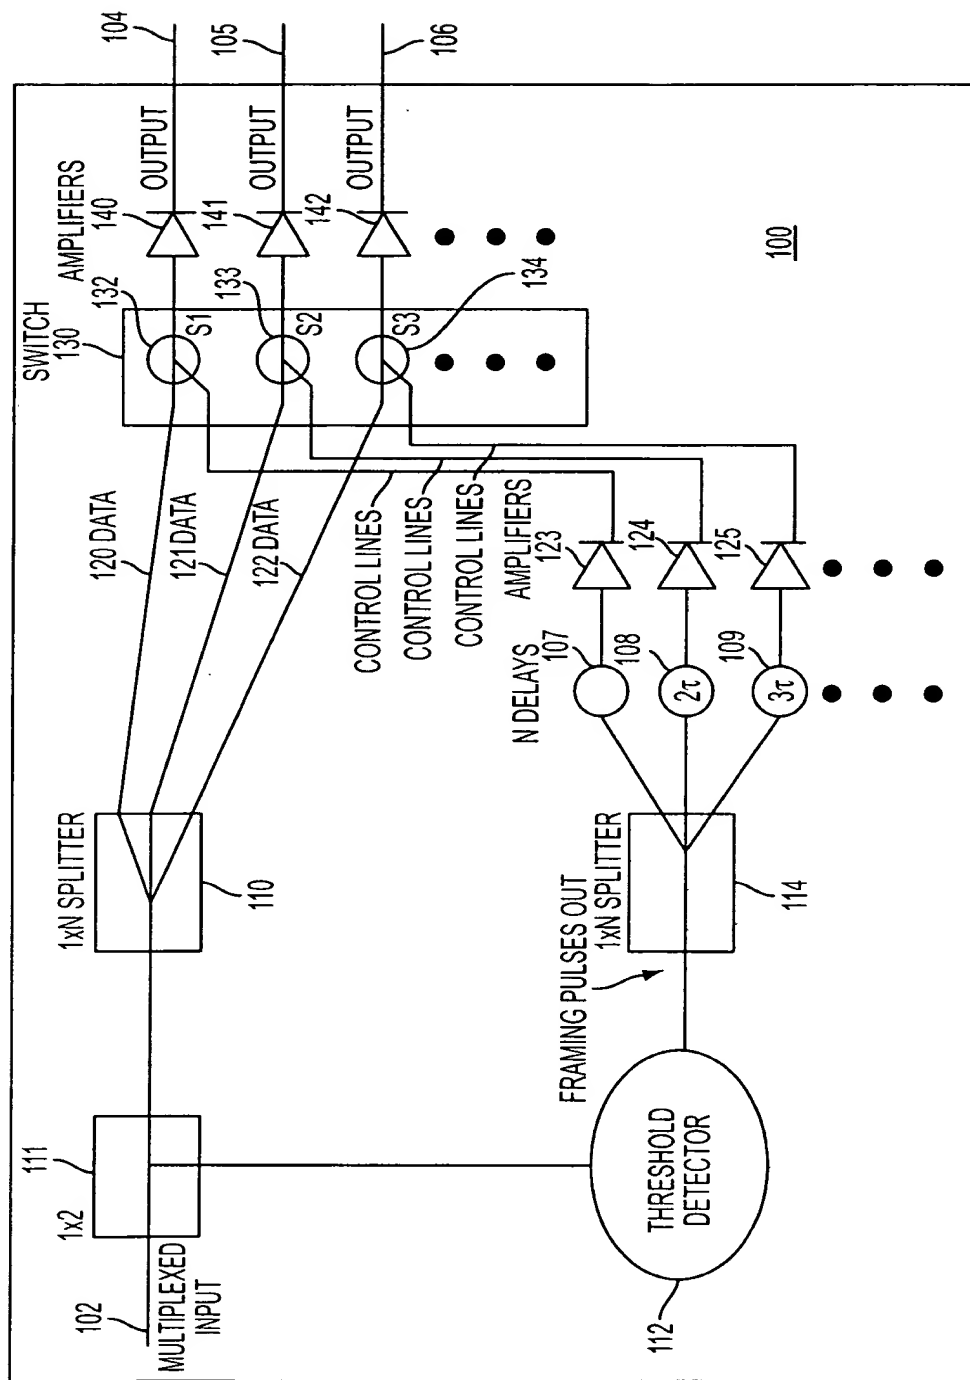 104
105
106
OUTPUT
OUTPUT
OUTPUT
AMPLIFIERS
140
141
142
SWITCH
130
132
133
134
S1
S2
S3
100
120 DATA
121 DATA
122 DATA
CONTROL LINES
CONTROL LINES
CONTROL LINES
AMPLIFIERS
123
124
125
N DELAYS
107
108
109
2τ
3τ
1xN SPLITTER
110
FRAMING PULSES OUT
1xN SPLITTER
114
1x2
111
102
MULTIPLEXED
INPUT
THRESHOLD
DETECTOR
112